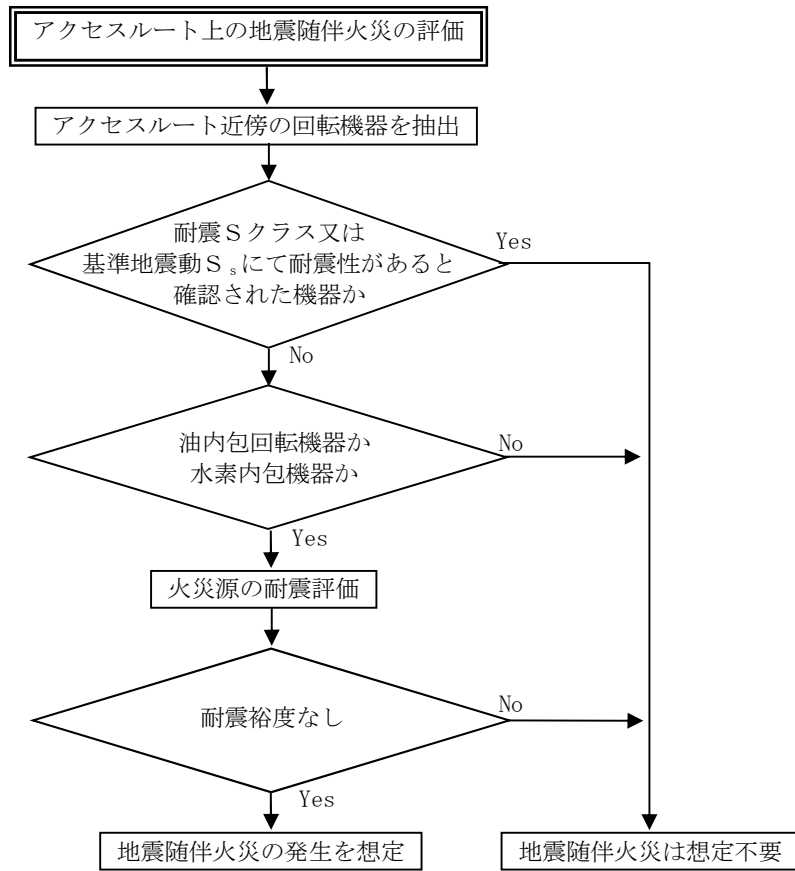 アクセスルート上の地震随伴火災の評価
アクセスルート近傍の回転機器を抽出
耐震Sクラス又は
基準地震動Ssにて耐震性があると
確認された機器か
Yes
No
油内包回転機器か
水素内包機器か
No
Yes
火災源の耐震評価
耐震裕度なし
No
Yes
地震随伴火災の発生を想定
地震随伴火災は想定不要